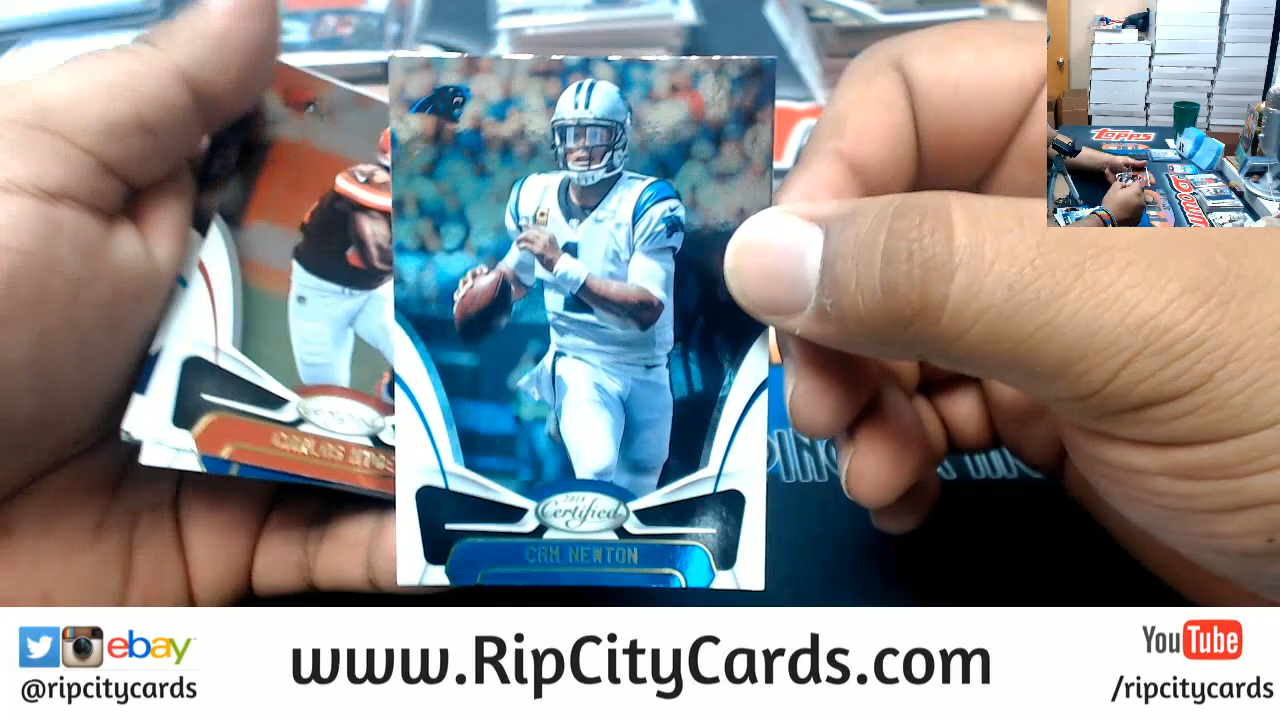 TOPPS
2018
Certified
CAM NEWTON
CARLOS HYDE
ebay
@ripcitycards
www.RipCityCards.com
YouTube
/ripcitycards